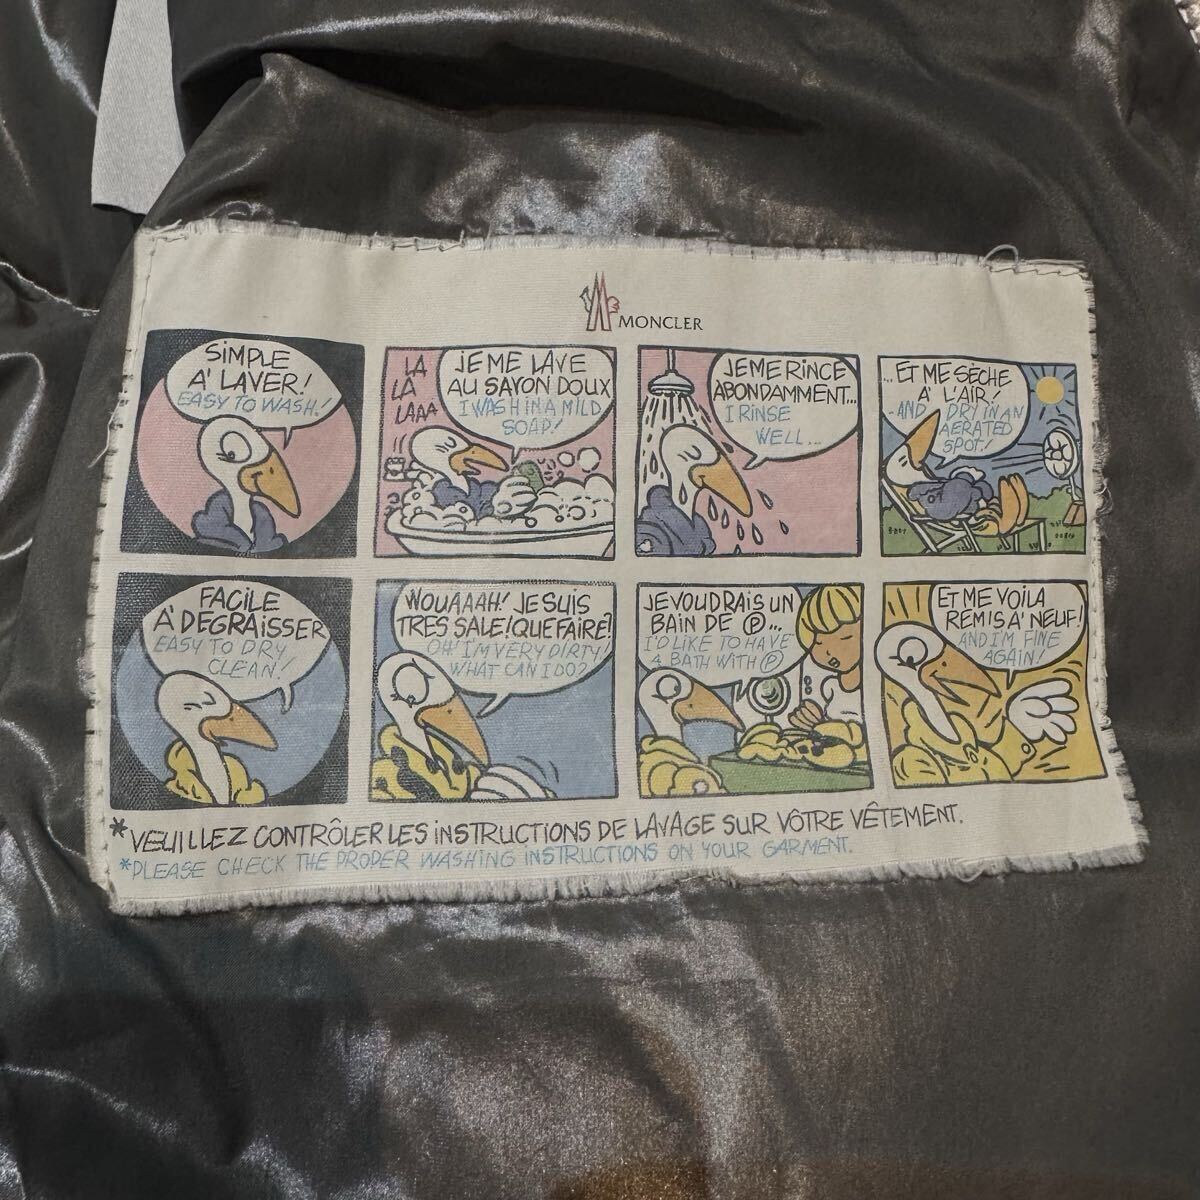 MONCLER
SIMPLE
A' LAVER!
EASY TO WASH!
LA
LA
LAAA
JE ME LAVE
AU SAYON DOUX
I WASH IN A MILD
SOAP!
JE ME RINCE
ABONDAMMENT...
I RINSE
WELL...
...ET ME SÈCHE
A' L'AIR!
-AND DRY IN AN
AERATED
SPOT!
FACILE
A' DEGRAISSER
EASY TO DRY
CLEAN!
WOUAAAH! JE SUIS
TRES SALE! QUE FAIRE?
OH! I'M VERY DIRTY!
WHAT CAN I DO?
JE VOUDRAIS UN
BAIN DE Ⓟ...
I'D LIKE TO HAVE
A BATH WITH Ⓟ
ET ME VOILA
REMIS A' NEUF!
AND I'M FINE
AGAIN!
*VEUILLEZ CONTRÔLER LES INSTRUCTIONS DE LAVAGE SUR VÔTRE VÊTEMENT.
*PLEASE CHECK THE PROPER WASHING INSTRUCTIONS ON YOUR GARMENT.